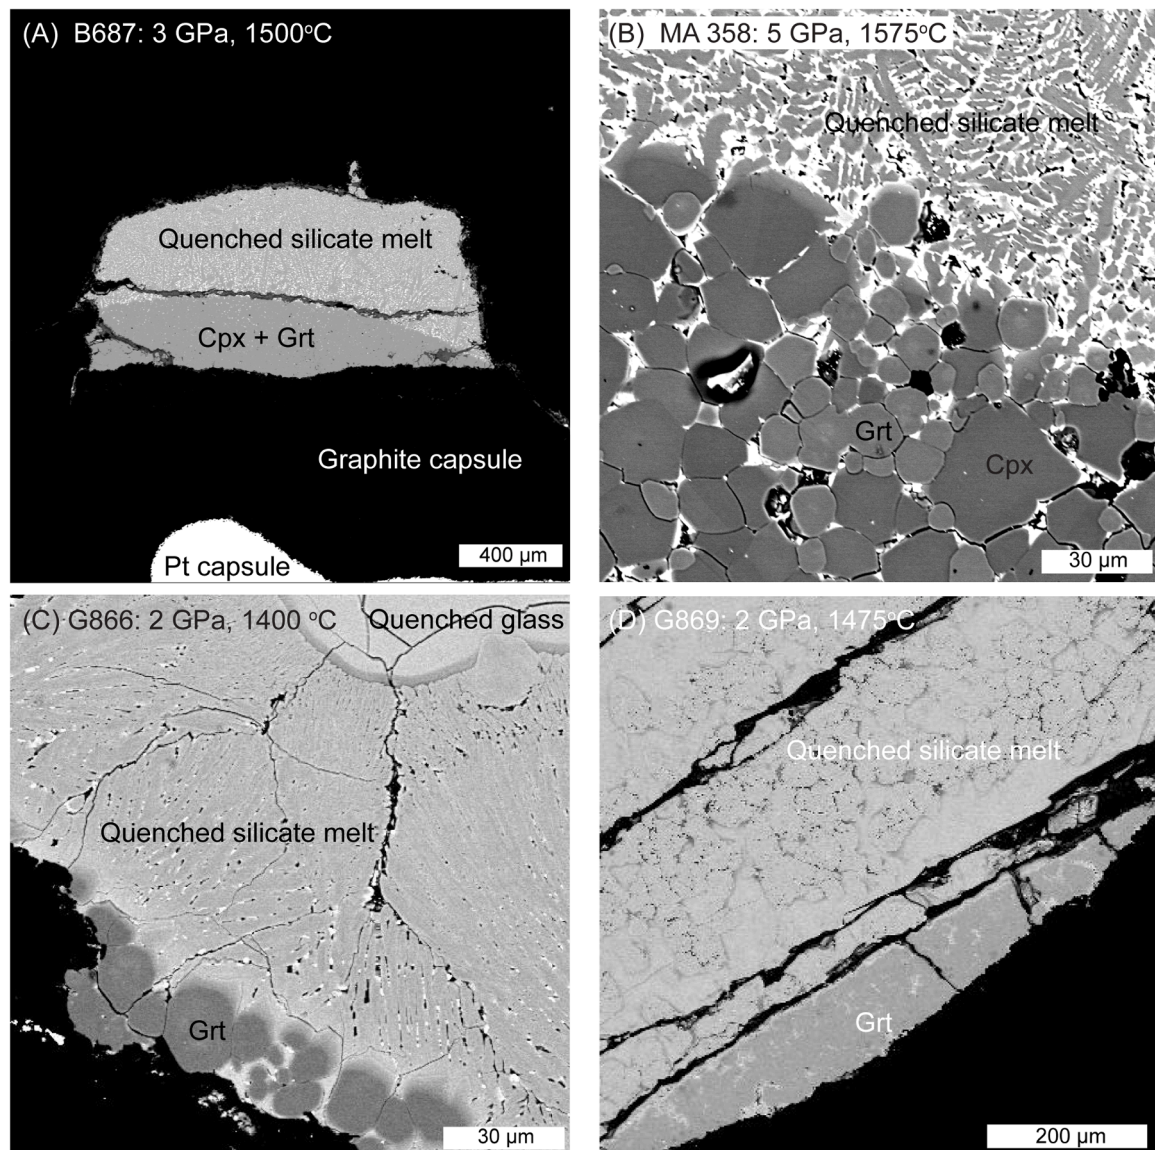 (A) B687: 3 GPa, 1500°C
Quenched silicate melt
Cpx + Grt
Graphite capsule
400 µm
Pt capsule
(B) MA 358: 5 GPa, 1575°C
Quenched silicate melt
Grt
Cpx
30 µm
(C) G866: 2 GPa, 1400 °C
Quenched glass
Quenched silicate melt
Grt
30 µm
(D) G869: 2 GPa, 1475°C
Quenched silicate melt
Grt
200 µm